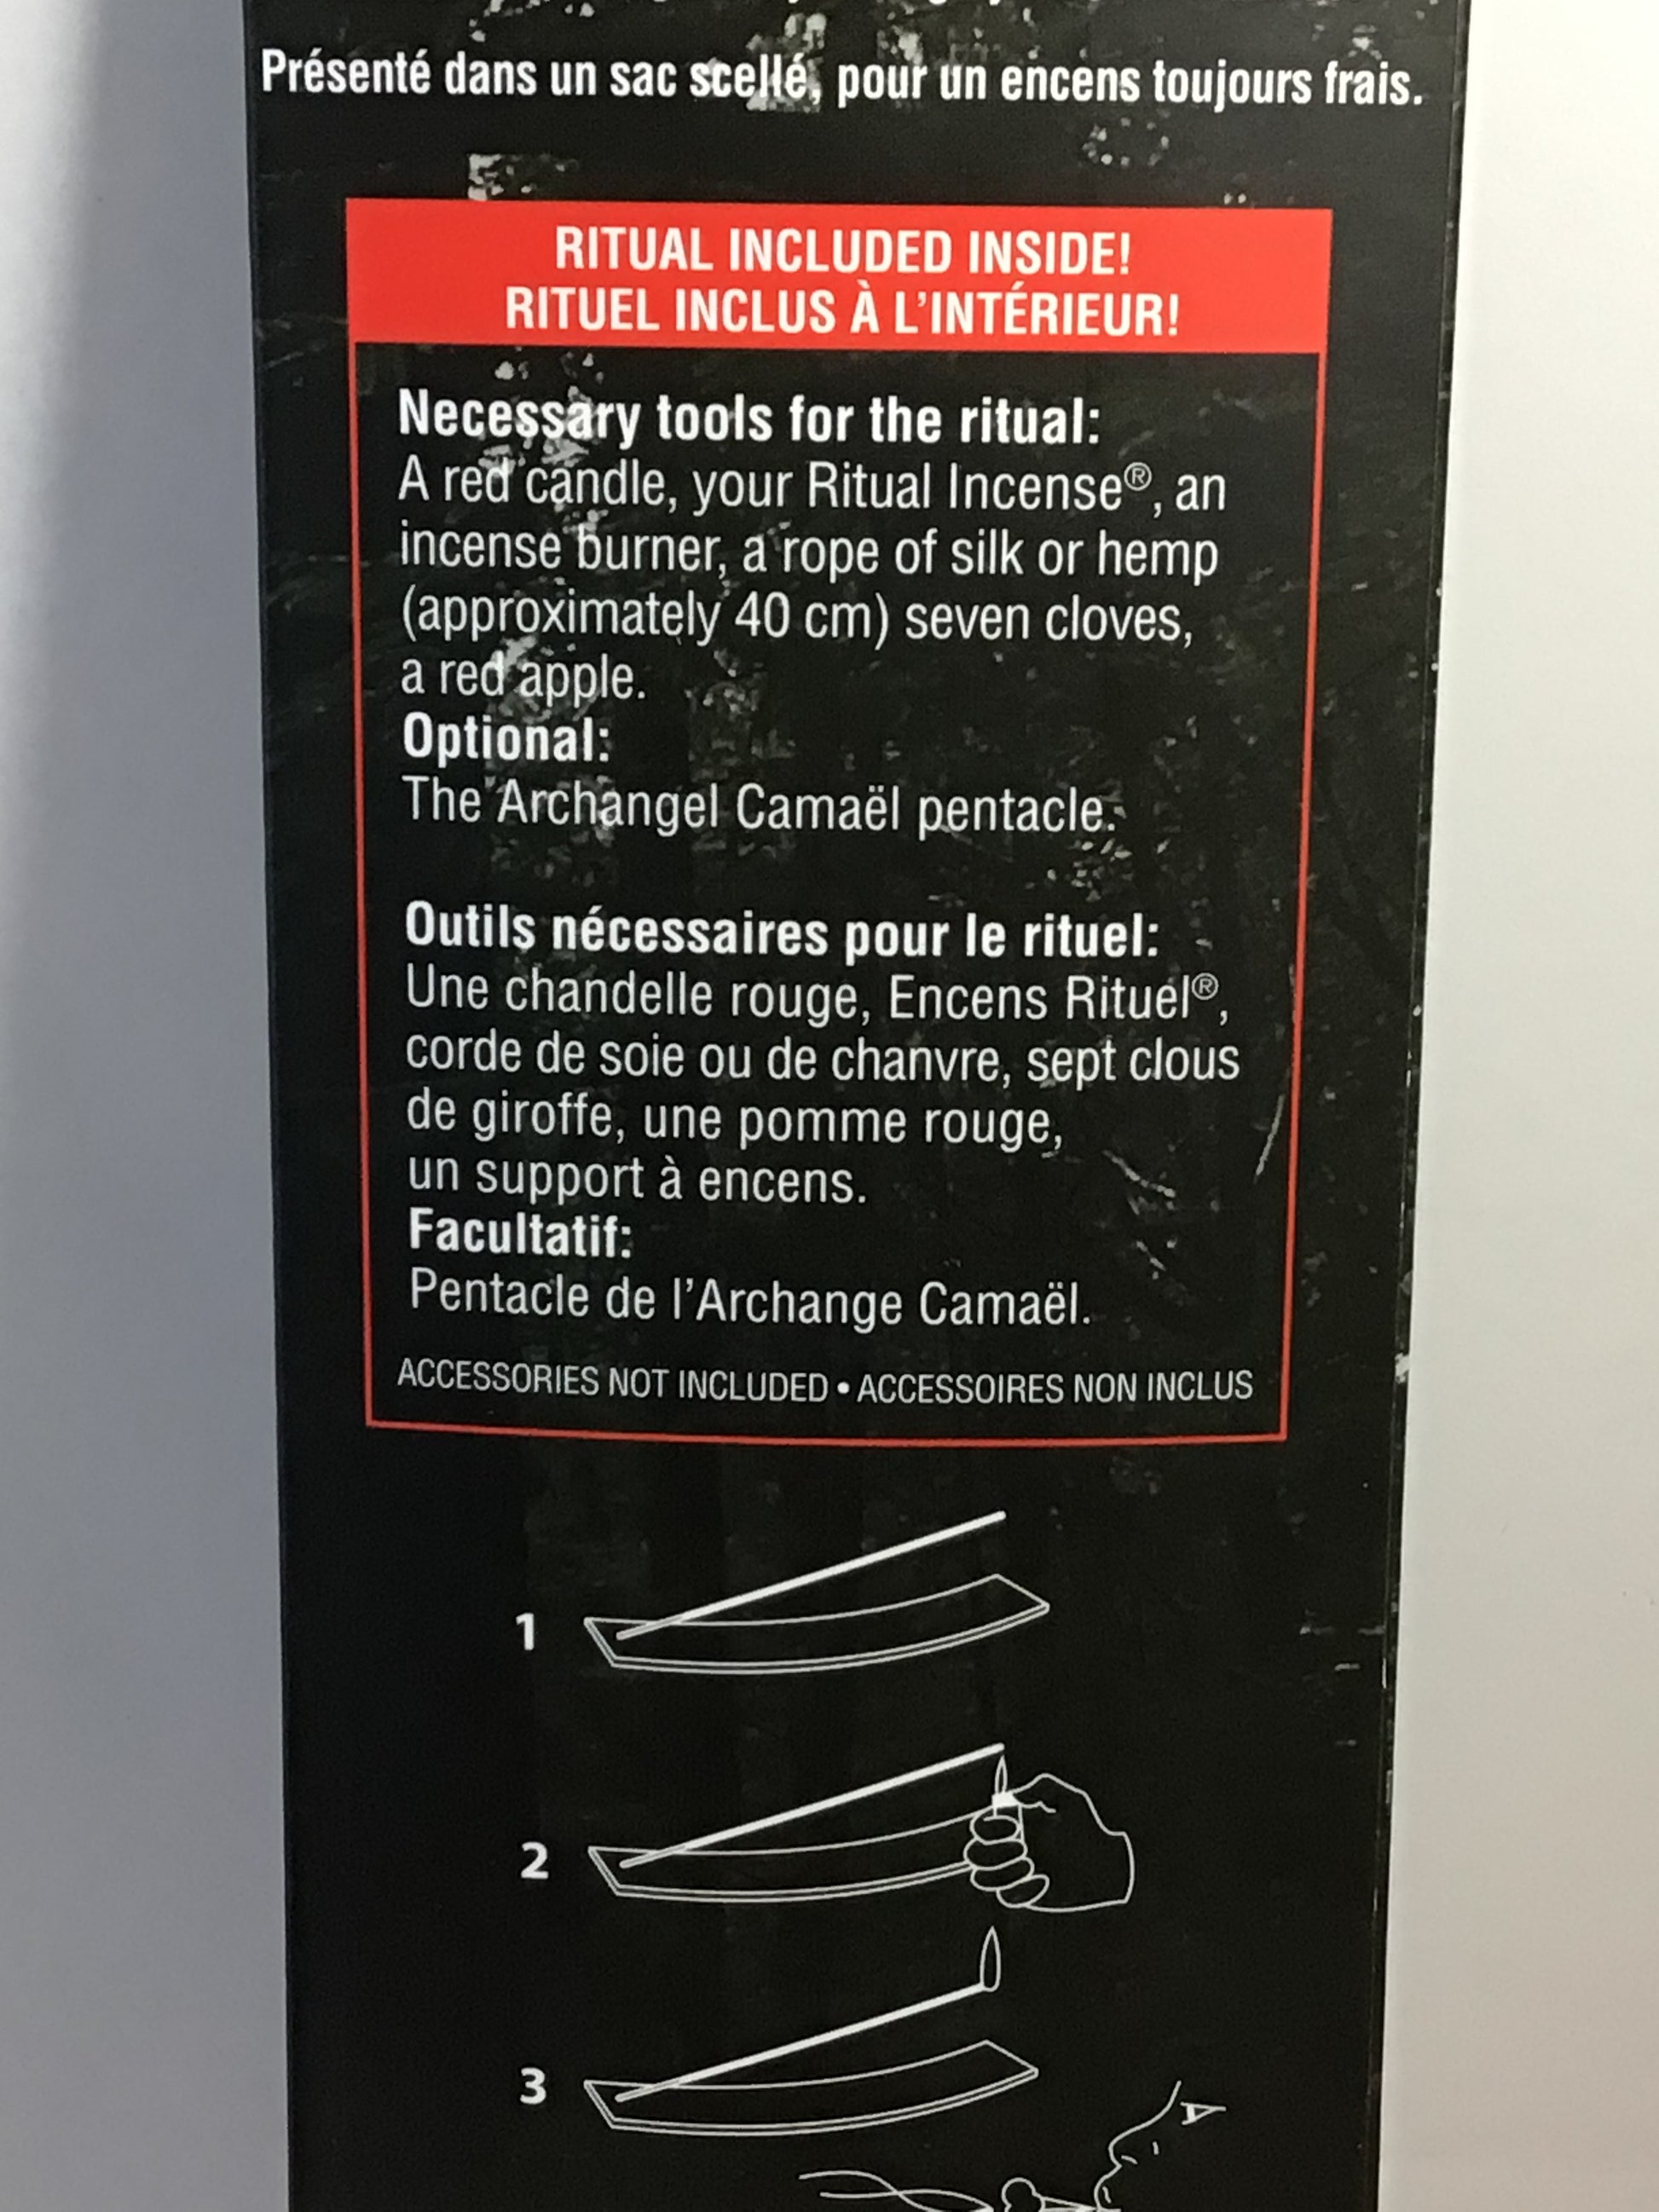 Présenté dans un sac scellé, pour un encens toujours frais.
RITUAL INCLUDED INSIDE!
RITUEL INCLUS À L'INTÉRIEUR!
Necessary tools for the ritual:
A red candle, your Ritual Incense®, an
incense burner, a rope of silk or hemp
(approximately 40 cm) seven cloves,
a red apple.
Optional:
The Archangel Camaël pentacle.
Outils nécessaires pour le rituel:
Une chandelle rouge, Encens Rituel®,
corde de soie ou de chanvre, sept clous
de giroffe, une pomme rouge,
un support à encens.
Facultatif:
Pentacle de l'Archange Camaël.
ACCESSORIES NOT INCLUDED • ACCESSOIRES NON INCLUS
1
2
3